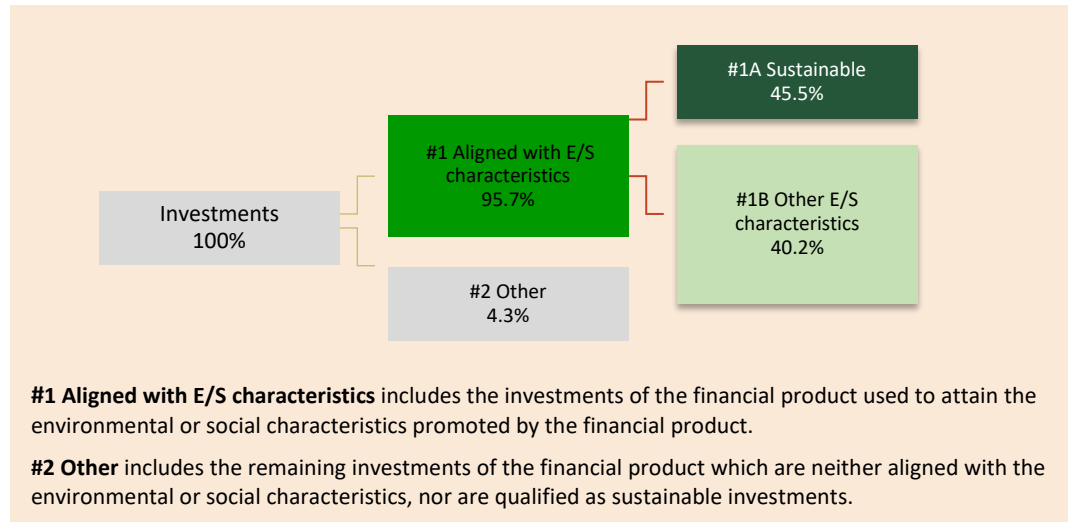 #1A Sustainable
45.5%
#1 Aligned with E/S
characteristics
95.7%
#1B Other E/S
characteristics
40.2%
Investments
100%
#2 Other
4.3%
#1 Aligned with E/S characteristics includes the investments of the financial product used to attain the
environmental or social characteristics promoted by the financial product.
#2 Other includes the remaining investments of the financial product which are neither aligned with the
environmental or social characteristics, nor are qualified as sustainable investments.